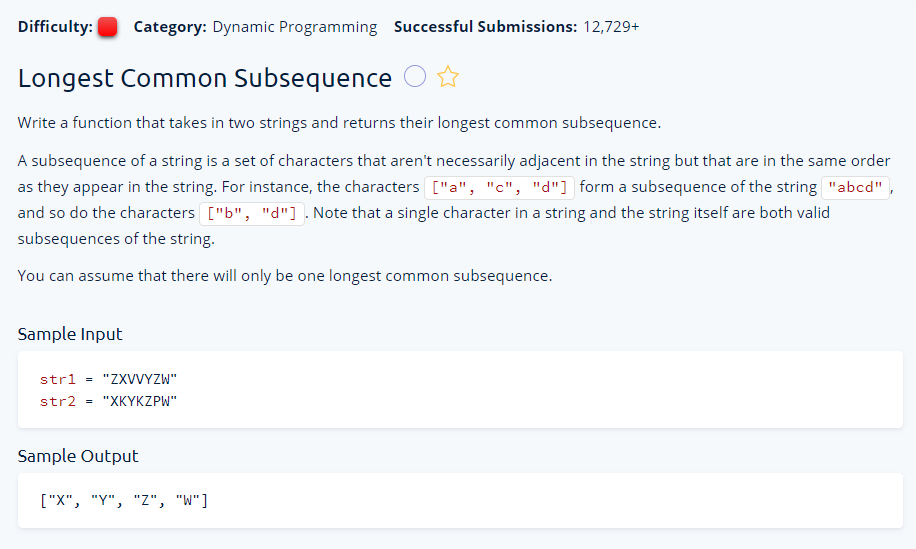 Difficulty: Category: Dynamic Programming Successful Submissions: 12,729+
Longest Common Subsequence
Write a function that takes in two strings and returns their longest common subsequence.
A subsequence of a string is a set of characters that aren't necessarily adjacent in the string but that are in the same order
as they appear in the string. For instance, the characters ["a", "c", "d"] form a subsequence of the string "abcd",
and so do the characters ["b", "d"]. Note that a single character in a string and the string itself are both valid
subsequences of the string.
You can assume that there will only be one longest common subsequence.
Sample Input
str1 = "ZXVVYZW"
str2 = "XKYKZPW"
Sample Output
["X", "Y", "Z", "W"]